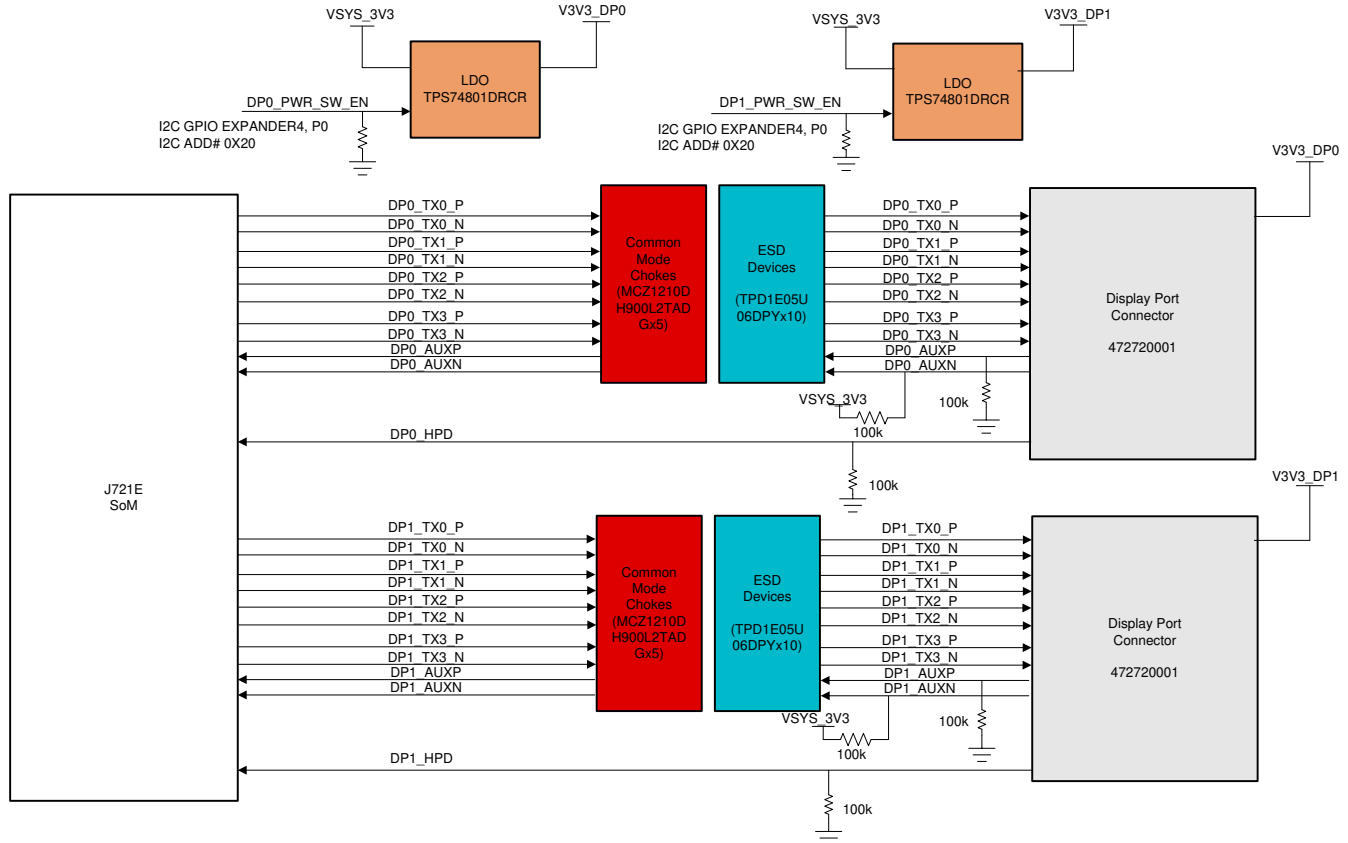 VSYS_3V3
V3V3_DP0
LDO
TPS74801DRCR
DP0_PWR_SW_EN
I2C GPIO EXPANDER4, P0
I2C ADD# 0X20
VSYS_3V3
V3V3_DP1
LDO
TPS74801DRCR
DP1_PWR_SW_EN
I2C GPIO EXPANDER4, P0
I2C ADD# 0X20
V3V3_DP0
J721E
SoM
DP0_TX0_P
DP0_TX0_N
DP0_TX1_P
DP0_TX1_N
DP0_TX2_P
DP0_TX2_N
DP0_TX3_P
DP0_TX3_N
DP0_AUXP
DP0_AUXN
Common
Mode
Chokes
(MCZ1210D
H900L2TAD
Gx5)
ESD
Devices
(TPD1E05U
06DPYx10)
DP0_TX0_P
DP0_TX0_N
DP0_TX1_P
DP0_TX1_N
DP0_TX2_P
DP0_TX2_N
DP0_TX3_P
DP0_TX3_N
DP0_AUXP
DP0_AUXN
Display Port
Connector
472720001
VSYS_3V3
100k
100k
DP0_HPD
100k
V3V3_DP1
DP1_TX0_P
DP1_TX0_N
DP1_TX1_P
DP1_TX1_N
DP1_TX2_P
DP1_TX2_N
DP1_TX3_P
DP1_TX3_N
DP1_AUXP
DP1_AUXN
Common
Mode
Chokes
(MCZ1210D
H900L2TAD
Gx5)
ESD
Devices
(TPD1E05U
06DPYx10)
DP1_TX0_P
DP1_TX0_N
DP1_TX1_P
DP1_TX1_N
DP1_TX2_P
DP1_TX2_N
DP1_TX3_P
DP1_TX3_N
DP1_AUXP
DP1_AUXN
Display Port
Connector
472720001
VSYS_3V3
100k
100k
DP1_HPD
100k